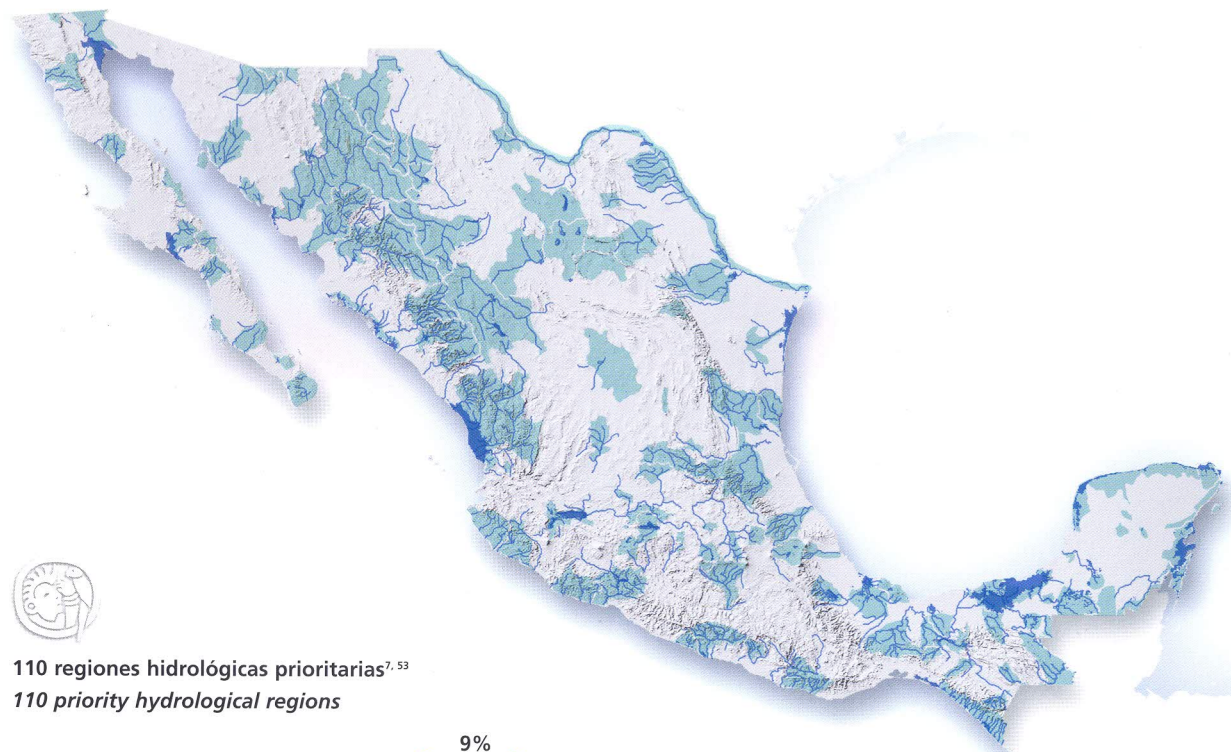 110 regiones hidrológicas prioritarias7, 53
110 priority hydrological regions
9%